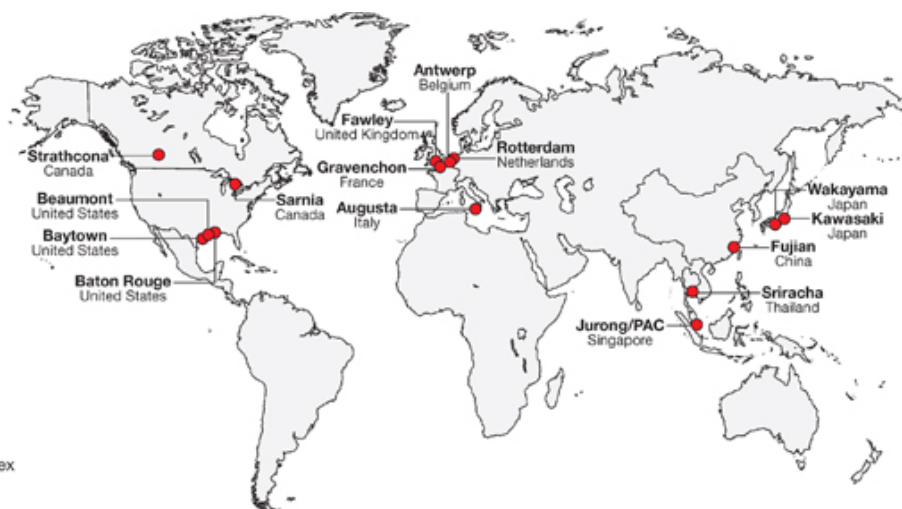 Antwerp
Belgium
Fawley
United Kingdom
Rotterdam
Netherlands
Strathcona
Canada
Gravenchon
France
Beaumont
United States
Sarnia
Canada
Augusta
Italy
Wakayama
Japan
Kawasaki
Japan
Baytown
United States
Fujian
China
Baton Rouge
United States
Sriracha
Thailand
Jurong/PAC
Singapore
ex